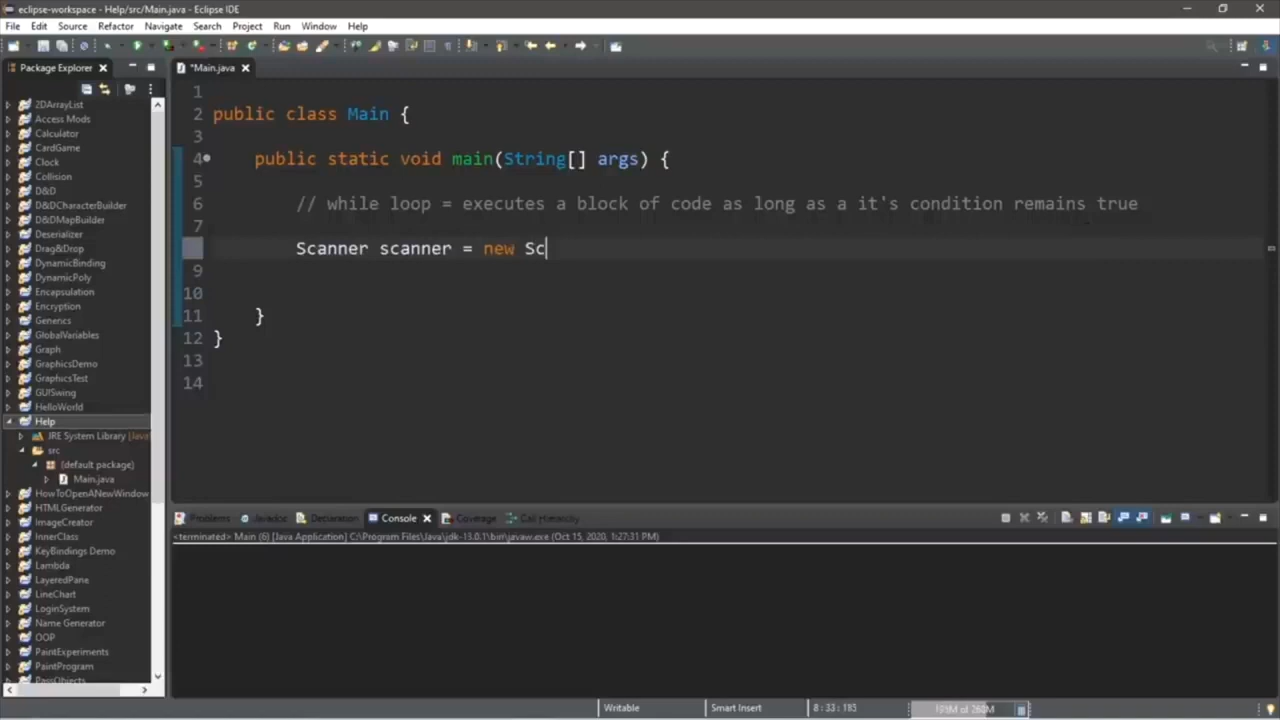 eclipse-workspace - Help/src/Main.java - Eclipse IDE
File Edit Source Refactor Navigate Search Project Run Window Help
Package Explorer
*Main.java
2DArrayList
Access Mods
Calculator
CardGame
Clock
Collision
D&D
D&DCharacterBuilder
D&DMapBuilder
Deserializer
Drag&Drop
DynamicBinding
DynamicPoly
Encapsulation
Encryption
Generics
GlobalVariables
Graph
GraphicsDemo
GraphicsTest
GUISwing
HelloWorld
Help
JRE System Library [Java
src
(default package)
Main.java
HowToOpenANewWindow
HTMLGenerator
ImageCreator
InnerClass
KeyBindings Demo
Lambda
LayeredPane
LineChart
LoginSystem
Name Generator
OOP
PaintExperiments
PaintProgram
PassObjects
1
2 public class Main {
3
4 public static void main(String[] args) {
5
6 // while loop = executes a block of code as long as a it's condition remains true
7
Scanner scanner = new Sc
9
10
11 }
12 }
13
14
Problems Javadoc Declaration Console Coverage Call Hierarchy
<terminated> Main (6) [Java Application] C:\Program Files\Java\jdk-13.0.1\bin\javaw.exe (Oct 15, 2020, 1:27:31 PM)
Writable Smart Insert 8 : 33 : 185